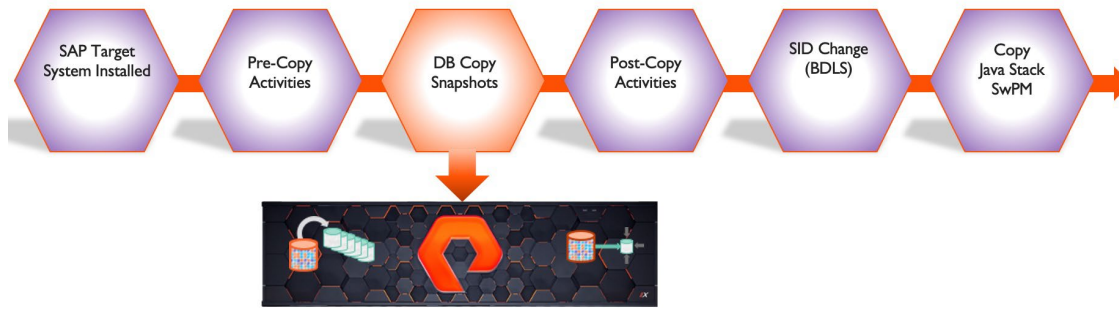 SAP Target
System Installed
Pre-Copy
Activities
DB Copy
Snapshots
Post-Copy
Activities
SID Change
(BDLS)
Copy
Java Stack
SwPM